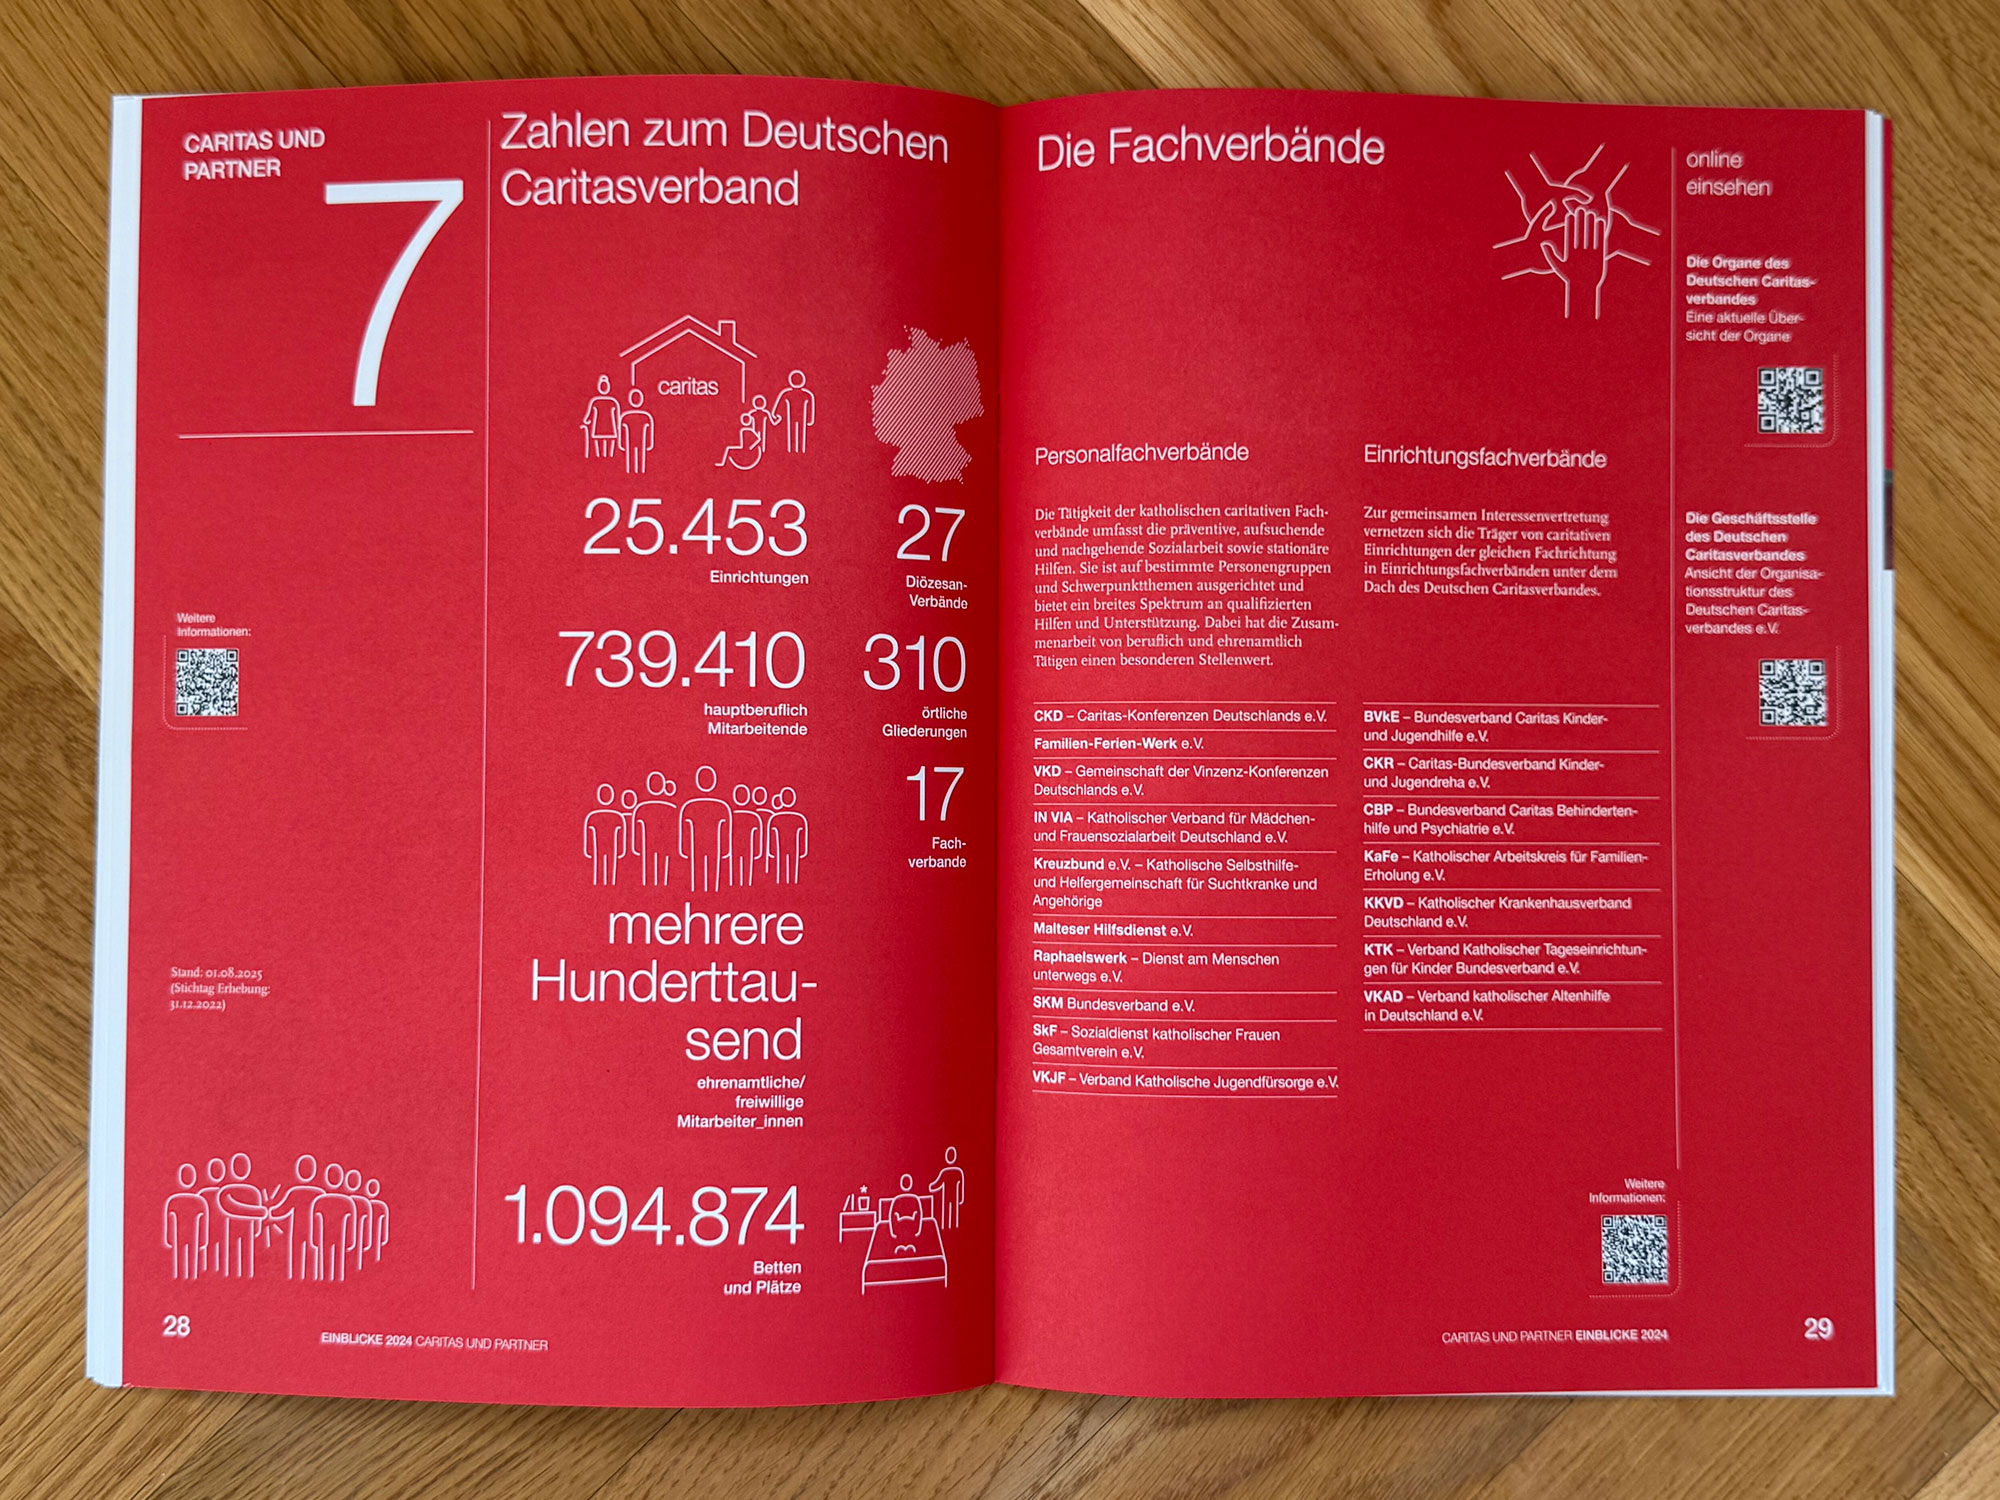 CARITAS UND
PARTNER
7
Weitere
Informationen:
Stand: 01.08.2025
(Stichtag Erhebung:
31.12.2022)
Zahlen zum Deutschen
Caritasverband
caritas
25.453
Einrichtungen
739.410
hauptberuflich
Mitarbeitende
mehrere
Hunderttau-
send
ehrenamtliche/
freiwillige
Mitarbeiter_innen
1.094.874
Betten
und Plätze
27
Diözesan-
Verbände
310
örtliche
Gliederungen
17
Fach-
verbande
28
EINBLICKE 2024 CARITAS UND PARTNER
Die Fachverbände
Personalfachverbände
Die Tätigkeit der katholischen caritativen Fach-
verbände umfasst die präventive, aufsuchende
und nachgehende Sozialarbeit sowie stationäre
Hilfen. Sie ist auf bestimmte Personengruppen
und Schwerpunktthemen ausgerichtet und
bietet ein breites Spektrum an qualifizierten
Hilfen und Unterstützung. Dabei hat die Zusam-
menarbeit von beruflich und ehrenamtlich
Tätigen einen besonderen Stellenwert.
CKD – Caritas-Konferenzen Deutschlands e.V.
Familien-Ferien-Werk e.V.
VKD – Gemeinschaft der Vinzenz-Konferenzen
Deutschlands e.V.
IN VIA – Katholischer Verband für Mädchen-
und Frauensozialarbeit Deutschland e.V.
Kreuzbund e.V. – Katholische Selbsthilfe-
und Helfergemeinschaft für Suchtkranke und
Angehörige
Malteser Hilfsdienst e.V.
Raphaelswerk – Dienst am Menschen
unterwegs e.V.
SKM Bundesverband e.V.
SkF – Sozialdienst katholischer Frauen
Gesamtverein e.V.
VKJF – Verband Katholische Jugendfürsorge e.V.
Einrichtungsfachverbände
Zur gemeinsamen Interessenvertretung
vernetzen sich die Träger von caritativen
Einrichtungen der gleichen Fachrichtung
in Einrichtungsfachverbänden unter dem
Dach des Deutschen Caritasverbandes.
BVkE – Bundesverband Caritas Kinder-
und Jugendhilfe e.V.
CKR – Caritas-Bundesverband Kinder-
und Jugendreha e.V.
CBP – Bundesverband Caritas Behinderten-
hilfe und Psychiatrie e.V.
KaFe – Katholischer Arbeitskreis für Familien-
Erholung e.V.
KKVD – Katholischer Krankenhausverband
Deutschland e.V.
KTK – Verband Katholischer Tageseinrichtun-
gen für Kinder Bundesverband e.V.
VKAD – Verband katholischer Altenhilfe
in Deutschland e.V.
online
einsehen
Die Organe des
Deutschen Caritas-
verbandes
Eine aktuelle Über-
sicht der Organe
Die Geschäftsstelle
des Deutschen
Caritasverbandes
Ansicht der Organisa-
tionsstruktur des
Deutschen Caritas-
verbandes e.V.
Weitere
Informationen:
CARITAS UND PARTNER EINBLICKE 2024
29